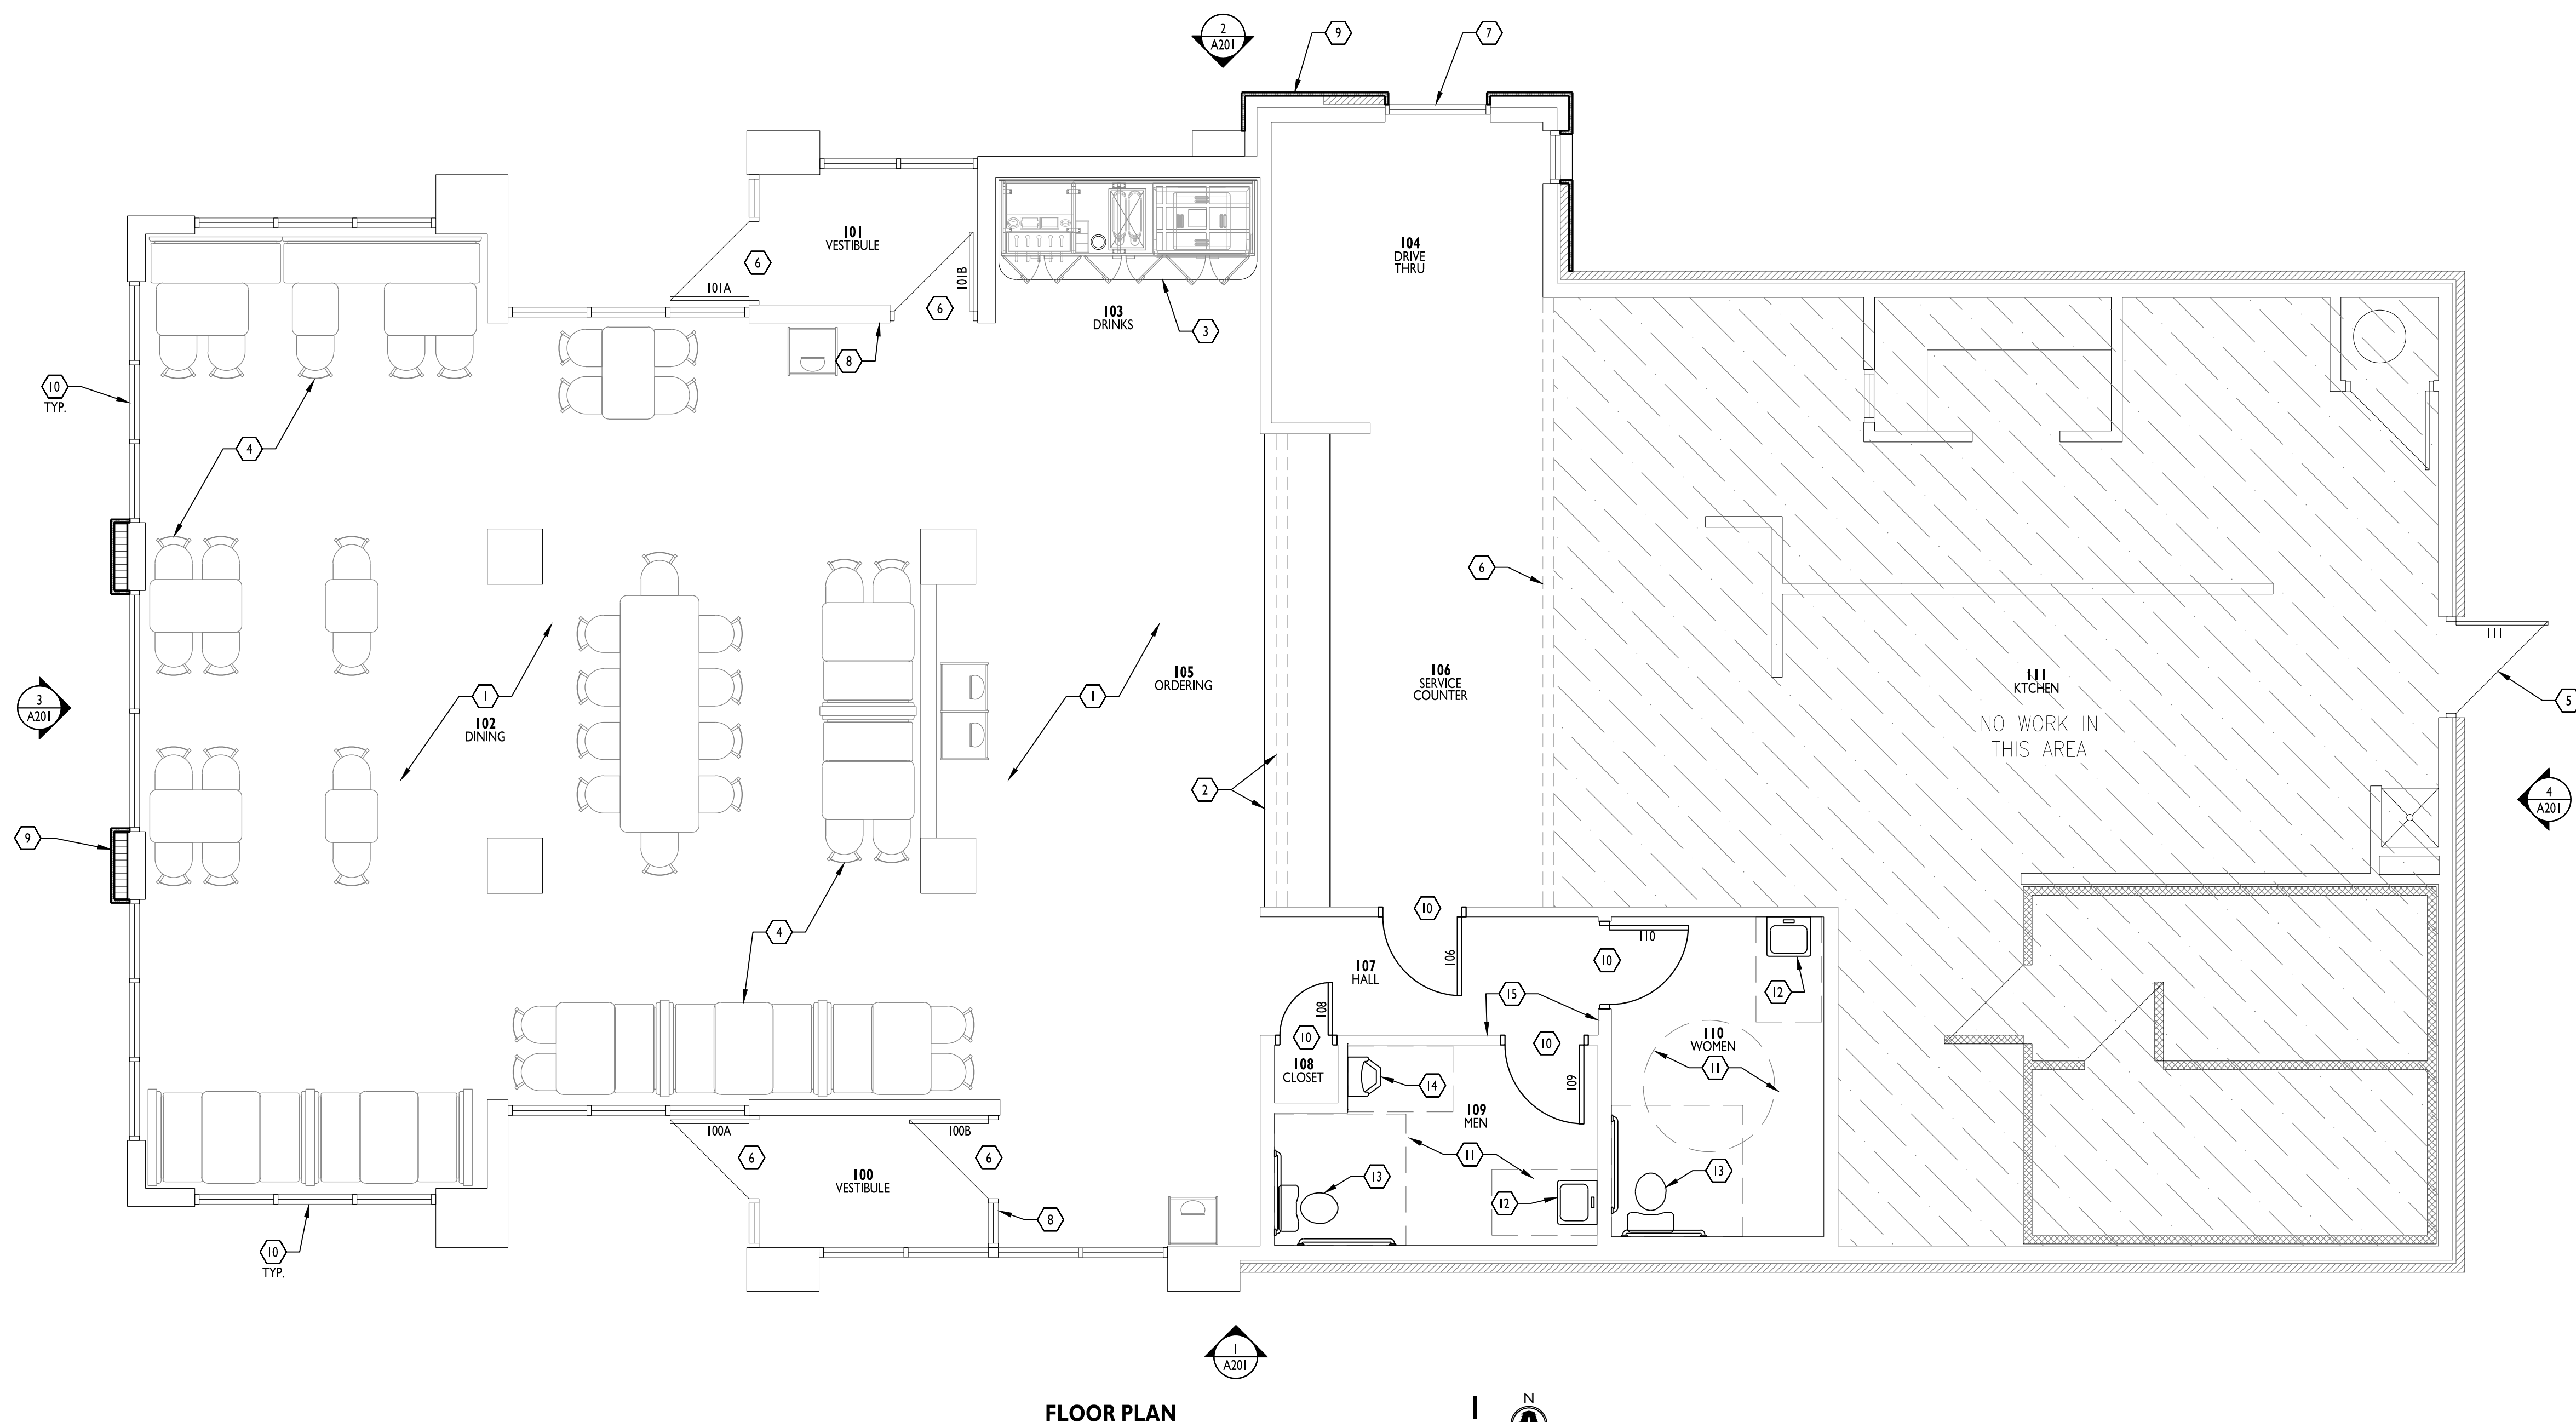 2
A201
9
7
101
VESTIBULE
6
101A
101B
6
8
103
DRINKS
3
104
DRIVE
THRU
10
TYP.
4
6
3
A201
1
102
DINING
1
105
ORDERING
106
SERVICE
COUNTER
111
KTCHEN
NO WORK IN
THIS AREA
111
5
2
4
A201
9
4
10
106
107
HALL
110
10
12
15
108
10
108
CLOSET
10
109
14
109
MEN
110
WOMEN
11
11
13
12
13
100A
100B
6
6
100
VESTIBULE
8
10
TYP.
1
A201
FLOOR PLAN
1
N